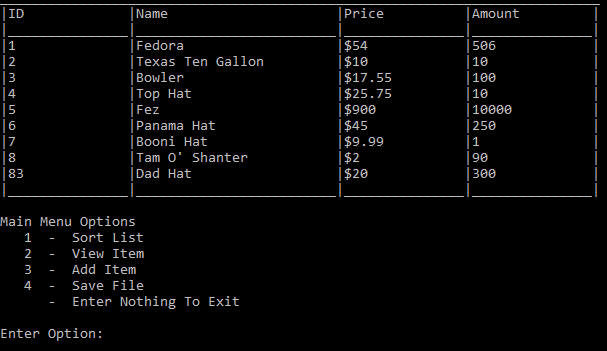 ID Name Price Amount
1 Fedora $54 506
2 Texas Ten Gallon $10 10
3 Bowler $17.55 100
4 Top Hat $25.75 10
5 Fez $900 10000
6 Panama Hat $45 250
7 Booni Hat $9.99 1
8 Tam O' Shanter $2 90
83 Dad Hat $20 300
Main Menu Options
1 - Sort List
2 - View Item
3 - Add Item
4 - Save File
- Enter Nothing To Exit
Enter Option: